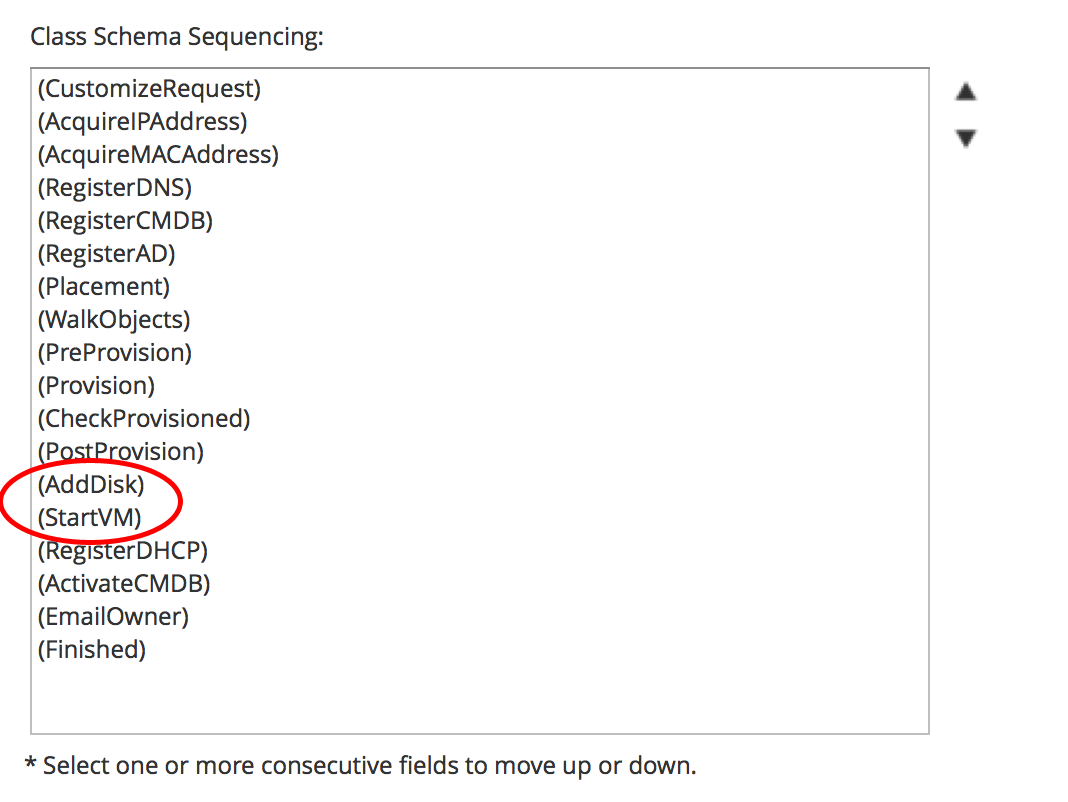 Class Schema Sequencing:
(CustomizeRequest)
(AcquireIPAddress)
(AcquireMACAddress)
(RegisterDNS)
(RegisterCMDB)
(RegisterAD)
(Placement)
(WalkObjects)
(PreProvision)
(Provision)
(CheckProvisioned)
(PostProvision)
(AddDisk)
(StartVM)
(RegisterDHCP)
(ActivateCMDB)
(EmailOwner)
(Finished)
* Select one or more consecutive fields to move up or down.